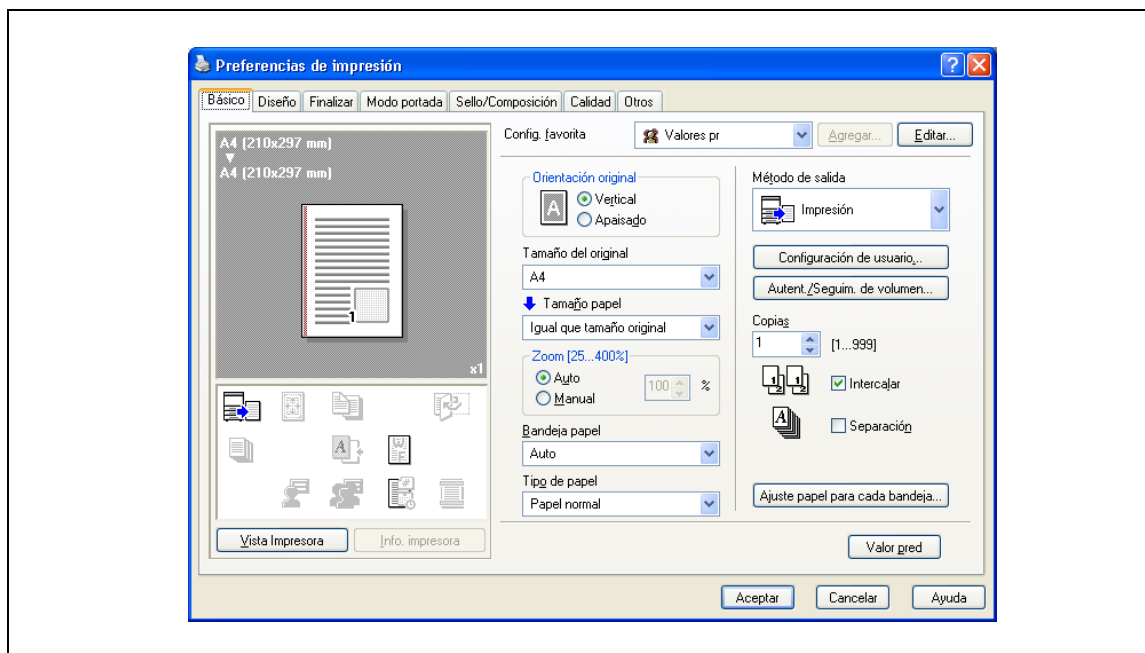 Preferencias de impresión
Básico Diseño Finalizar Modo portada Sello/Composición Calidad Otros
A4 (210x297 mm)
A4 (210x297 mm)
1
x1
Vista Impresora
Info. impresora
Config. favorita
Valores pr
Agregar...
Editar...
Orientación original
A
Vertical
Apaisado
Tamaño del original
A4
Tamaño papel
Igual que tamaño original
Zoom [25...400%]
Auto
Manual
100 %
Bandeja papel
Auto
Tipo de papel
Papel normal
Método de salida
Impresión
Configuración de usuario...
Autent./Seguim. de volumen...
Copias
1 [1...999]
Intercalar
Separación
Ajuste papel para cada bandeja...
Valor pred
Aceptar Cancelar Ayuda